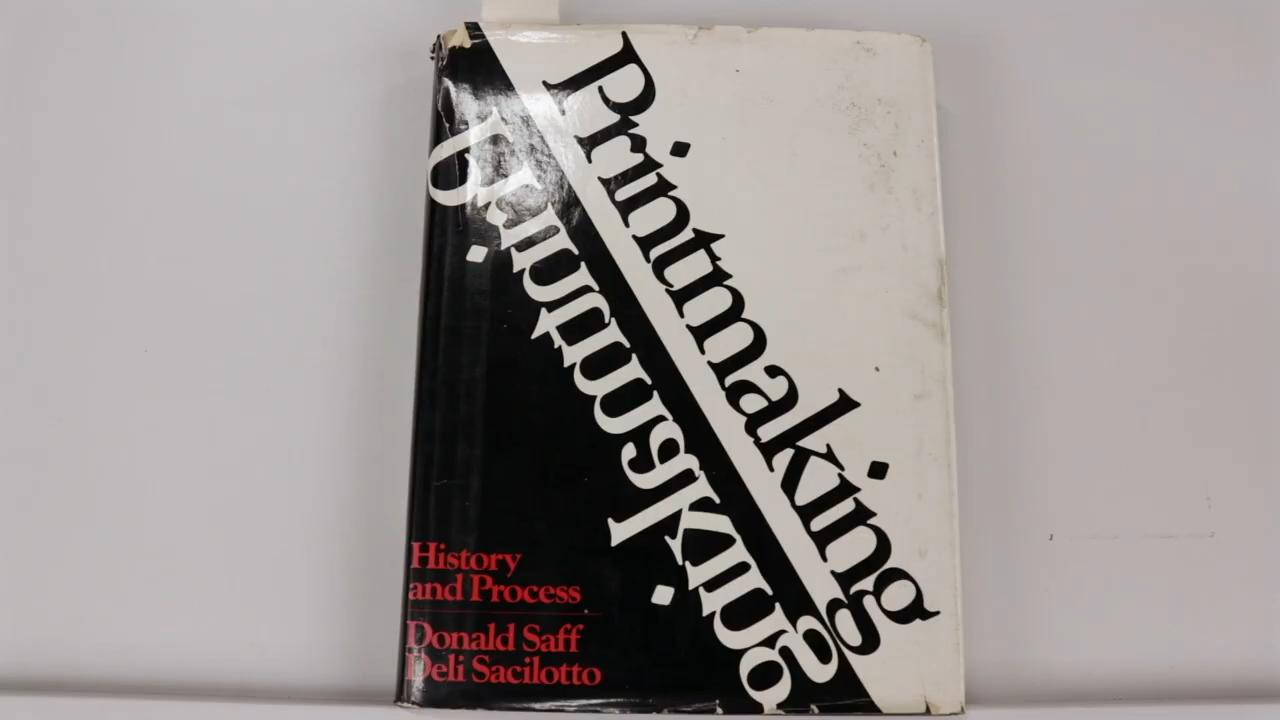 Printmaking
Printmaking
History
and Process
Donald Saff
Deli Sacilotto